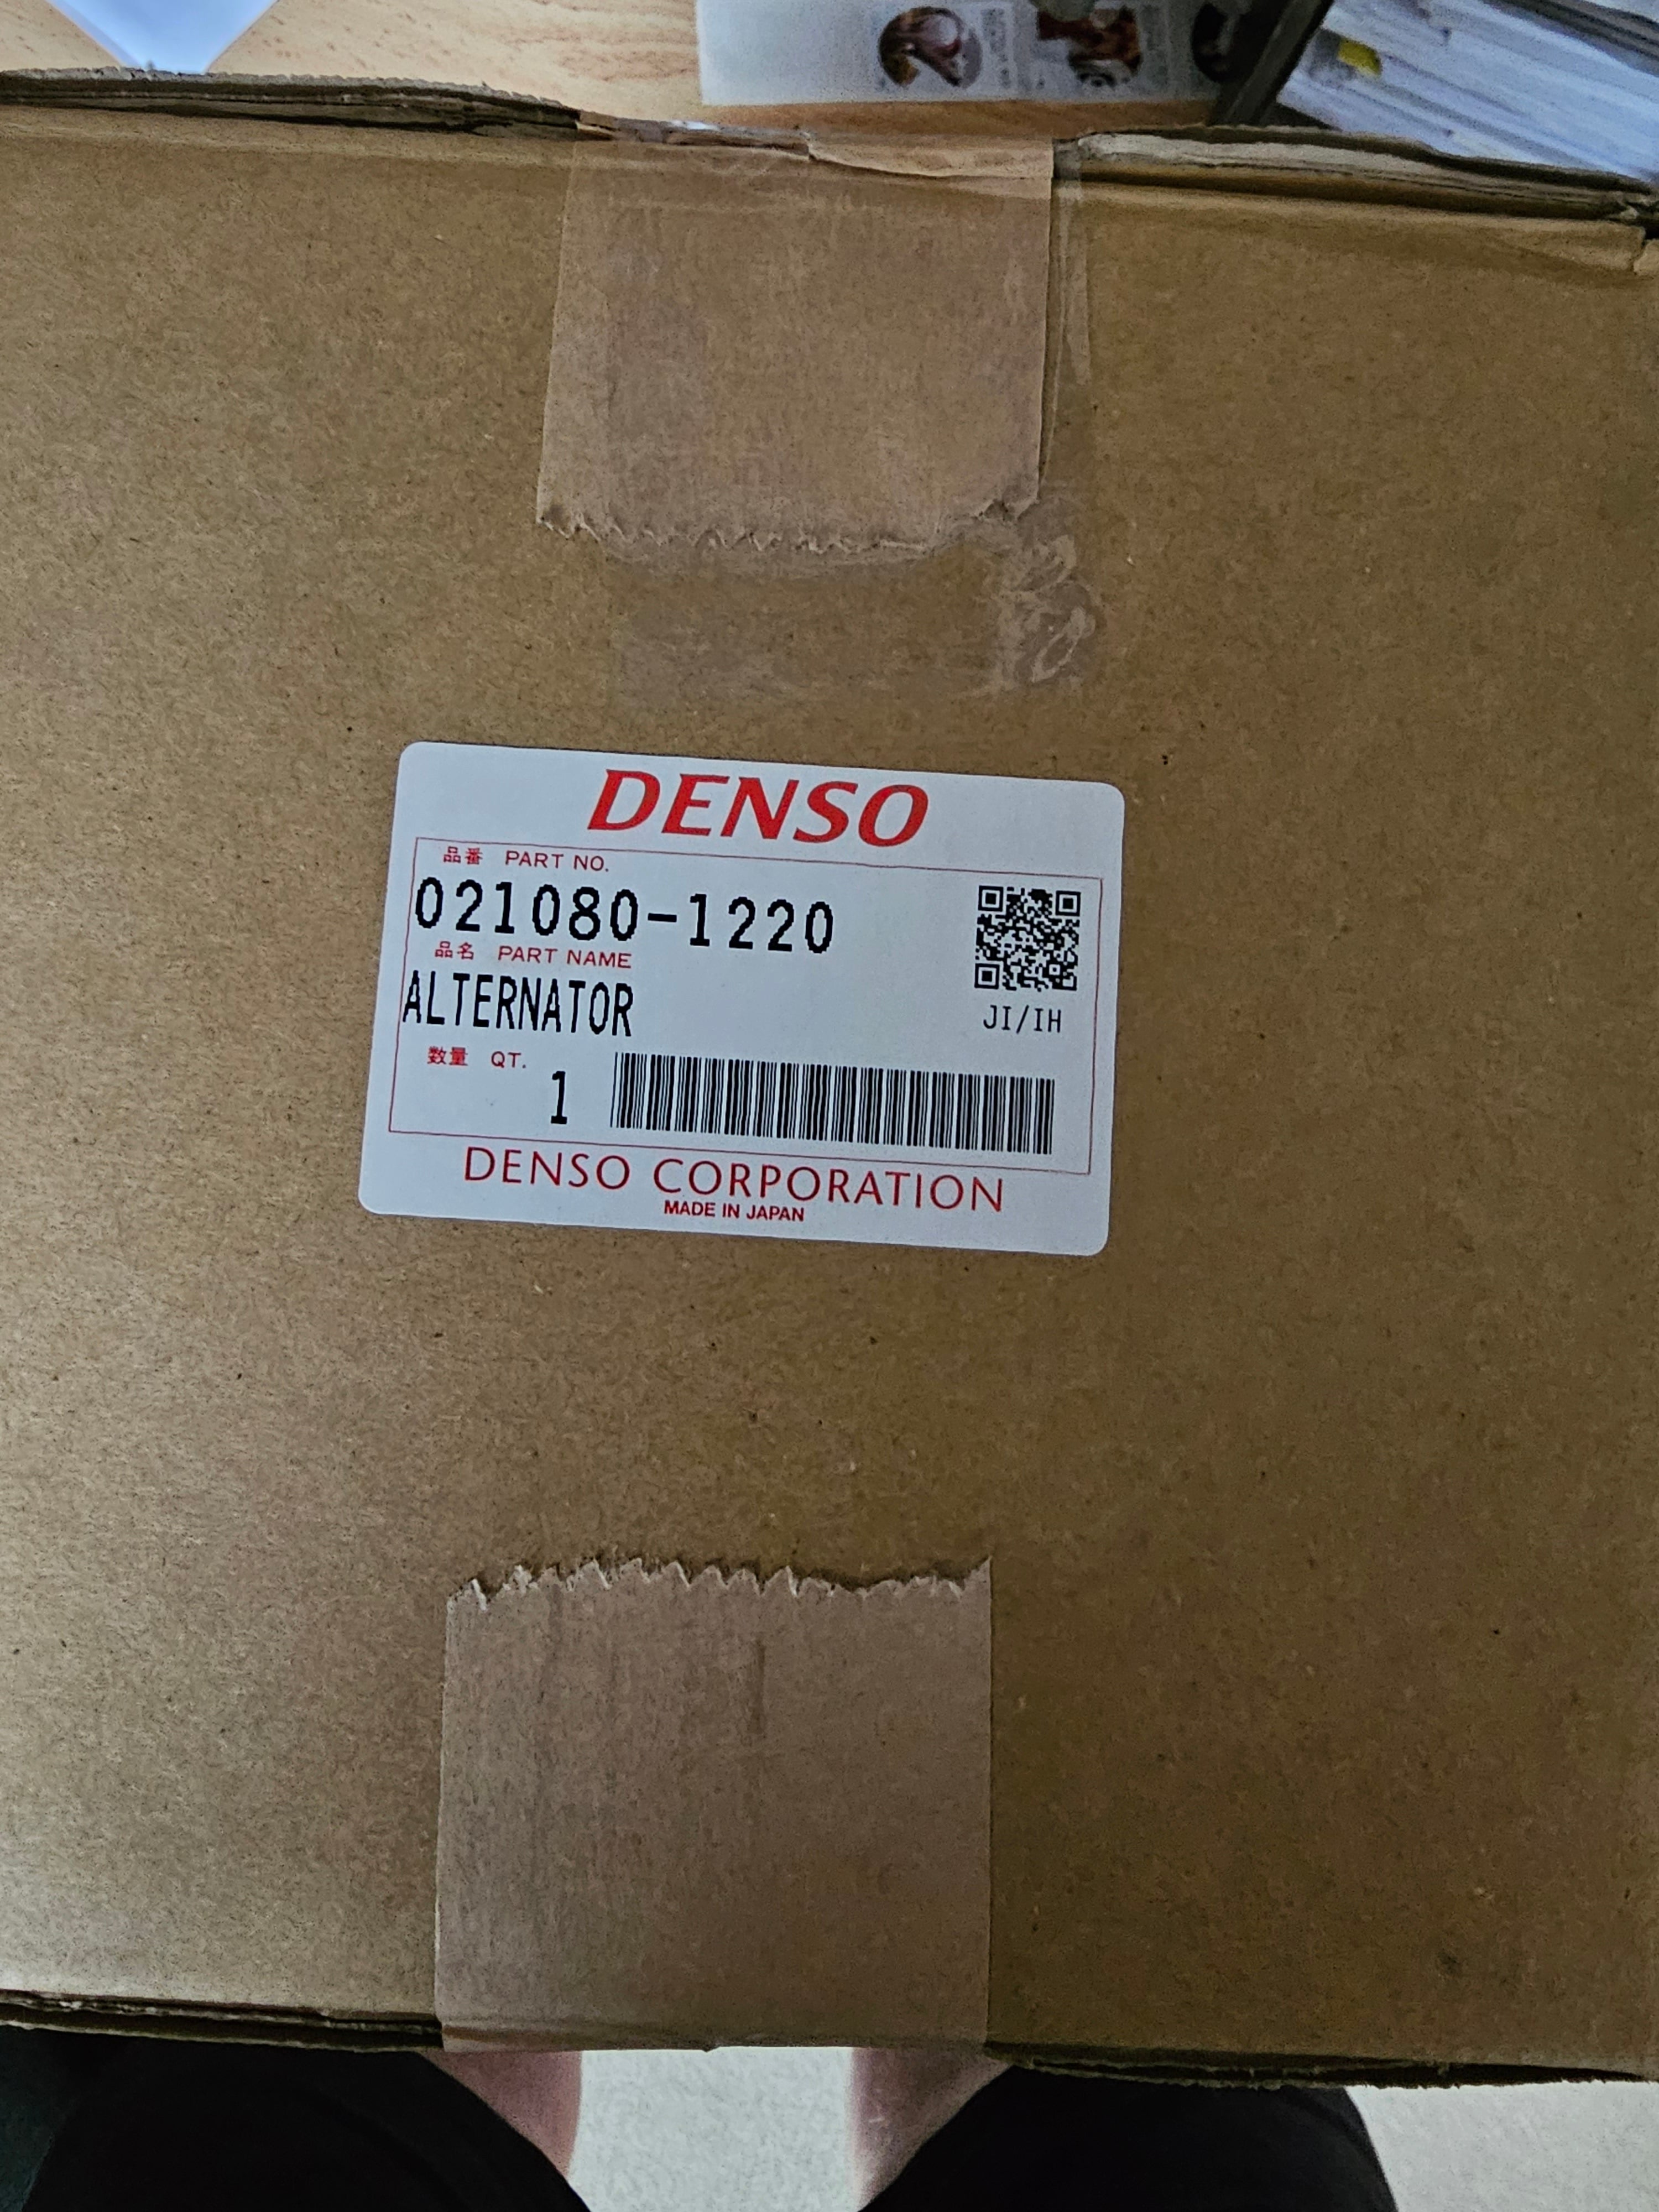 DENSO
品番 PART NO.
021080-1220
品名 PART NAME
ALTERNATOR
JI/IH
数量 QT.
1
DENSO CORPORATION
MADE IN JAPAN